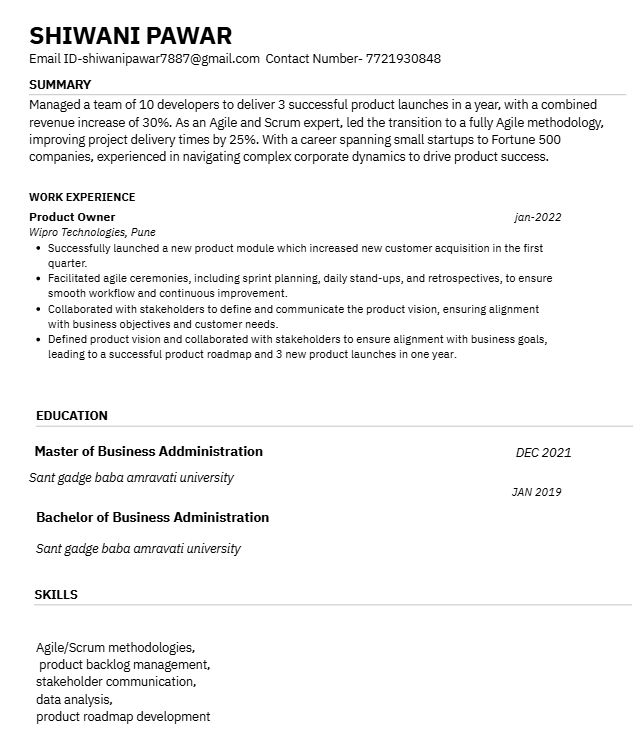 SHIWANI PAWAR
Email ID-shiwanipawar7887@gmail.com Contact Number- 7721930848
SUMMARY
Managed a team of 10 developers to deliver 3 successful product launches in a year, with a combined
revenue increase of 30%. As an Agile and Scrum expert, led the transition to a fully Agile methodology,
improving project delivery times by 25%. With a career spanning small startups to Fortune 500
companies, experienced in navigating complex corporate dynamics to drive product success.
WORK EXPERIENCE
Product Owner jan-2022
Wipro Technologies, Pune
• Successfully launched a new product module which increased new customer acquisition in the first
quarter.
• Facilitated agile ceremonies, including sprint planning, daily stand-ups, and retrospectives, to ensure
smooth workflow and continuous improvement.
• Collaborated with stakeholders to define and communicate the product vision, ensuring alignment
with business objectives and customer needs.
• Defined product vision and collaborated with stakeholders to ensure alignment with business goals,
leading to a successful product roadmap and 3 new product launches in one year.
EDUCATION
Master of Business Addministration DEC 2021
Sant gadge baba amravati university
JAN 2019
Bachelor of Business Administration
Sant gadge baba amravati university
SKILLS
Agile/Scrum methodologies,
product backlog management,
stakeholder communication,
data analysis,
product roadmap development